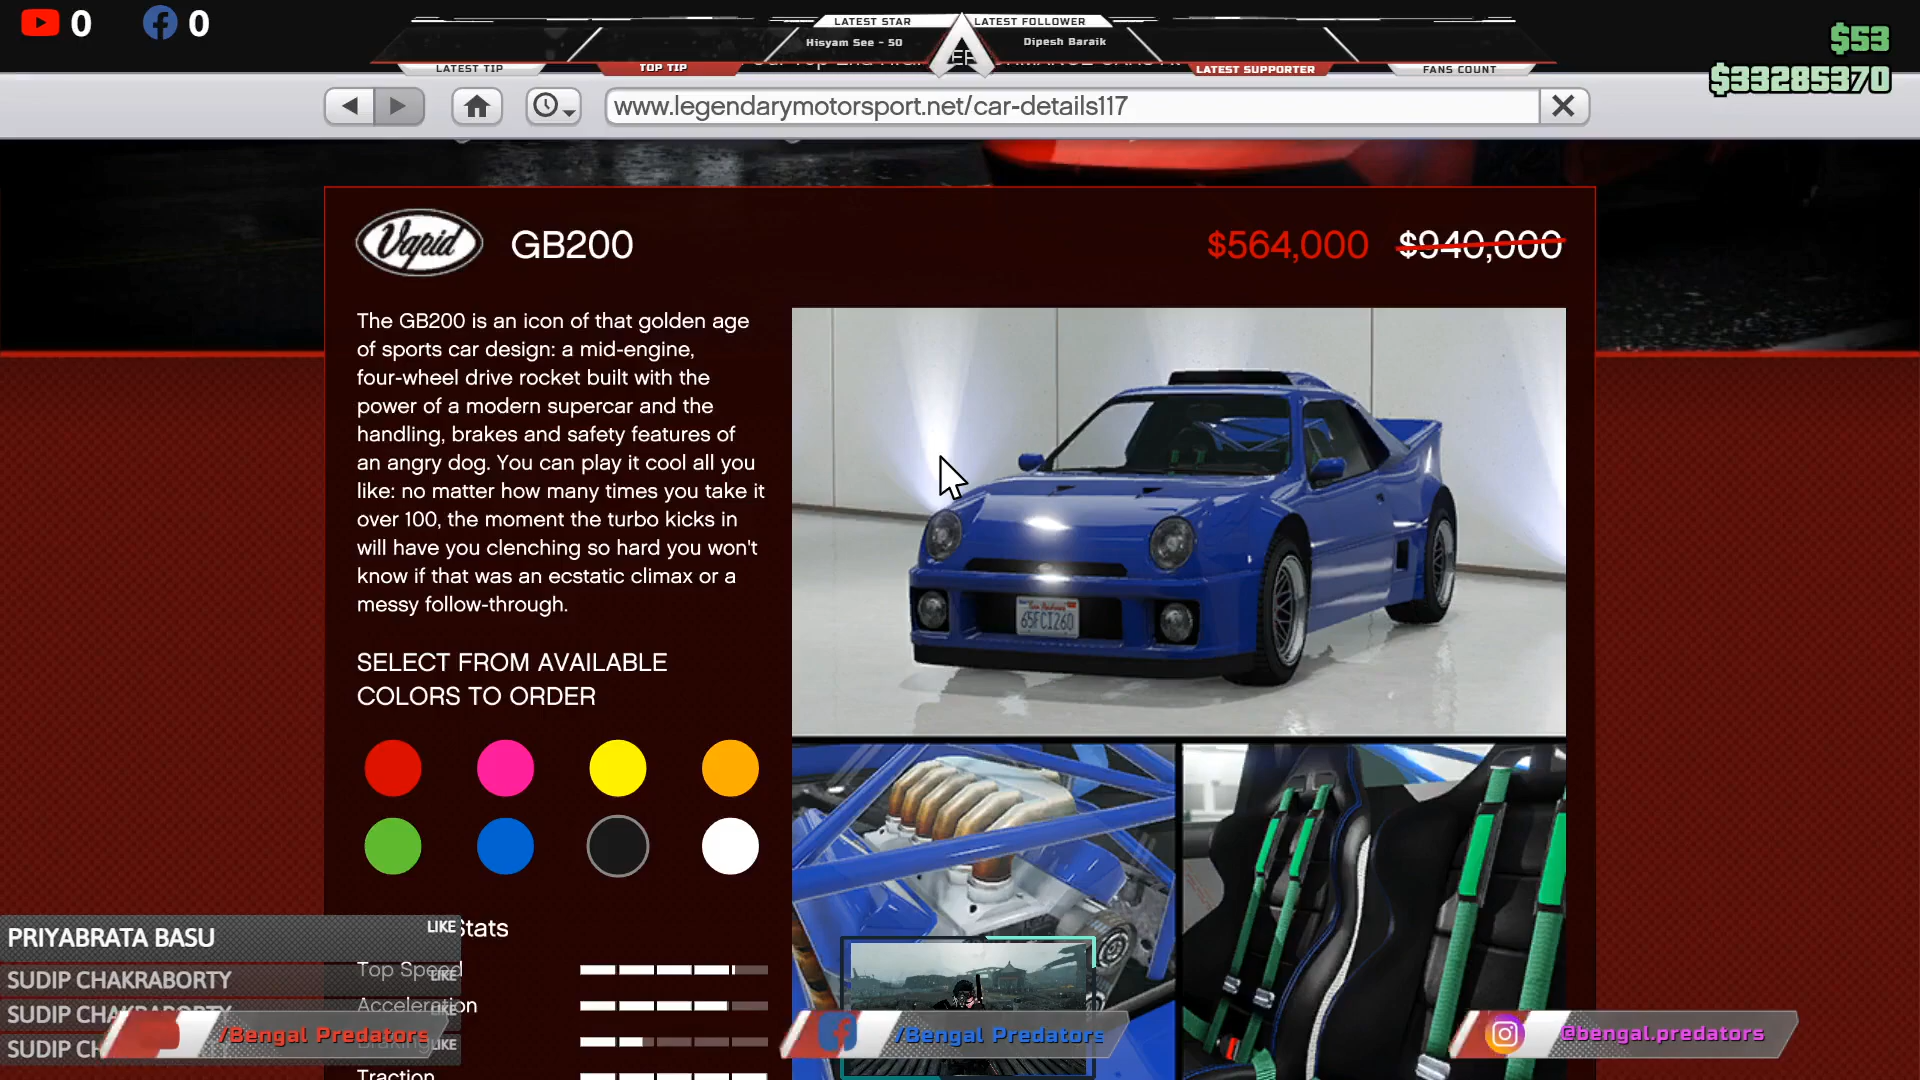 0
0
LATEST STAR
LATEST FOLLOWER
Hisyam See - 50
Dipesh Baraik
LATEST TIP
TOP TIP
LATEST SUPPORTER
FANS COUNT
$53
$33285370
www.legendarymotorsport.net/car-details117
Vapid
GB200
$564,000
$940,000
The GB200 is an icon of that golden age
of sports car design: a mid-engine,
four-wheel drive rocket built with the
power of a modern supercar and the
handling, brakes and safety features of
an angry dog. You can play it cool all you
like: no matter how many times you take it
over 100, the moment the turbo kicks in
will have you clenching so hard you won't
know if that was an ecstatic climax or a
messy follow-through.
SELECT FROM AVAILABLE
COLORS TO ORDER
65FCI260
Stats
Top Speed
Acceleration
Traction
PRIYABRATA BASU LIKE
SUDIP CHAKRABORTY LIKE
SUDIP CHAKRABORTY LIKE
SUDIP CH LIKE
/Bengal Predators
/Bengal Predators
@bengal.predators